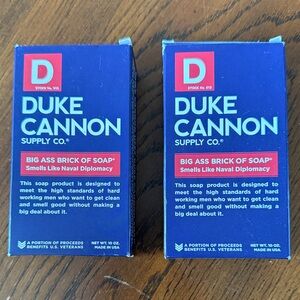 D
DUKE
CANNON
SUPPLY CO.®
BIG ASS BRICK OF SOAP®
Smells Like Naval Diplomacy
This soap product is designed to
meet the high standards of hard
working men who want to get clean
and smell good without making a
big deal about it.
A PORTION OF PROCEEDS
BENEFITS U.S. VETERANS
NET WT. 10 OZ.
MADE IN USA
D
DUKE
CANNON
SUPPLY CO.®
BIG ASS BRICK OF SOAP®
Smells Like Naval Diplomacy
This soap product is designed to
meet the high standards of hard
working men who want to get clean
and smell good without making a
big deal about it.
A PORTION OF PROCEEDS
BENEFITS U.S. VETERANS
NET WT. 10 OZ.
MADE IN USA